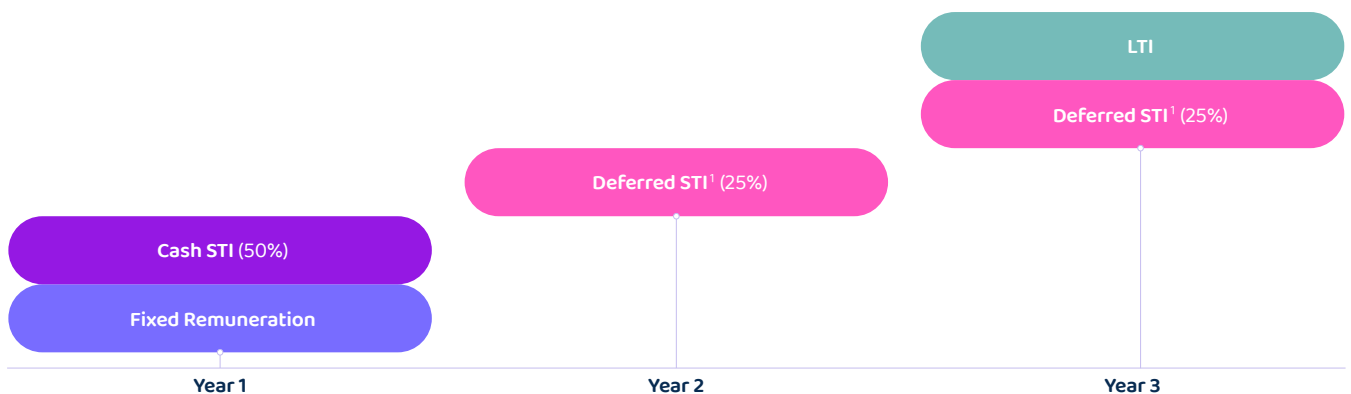 LTI
Deferred STI¹ (25%)
Deferred STI¹ (25%)
Cash STI (50%)
Fixed Remuneration
Year 1
Year 2
Year 3